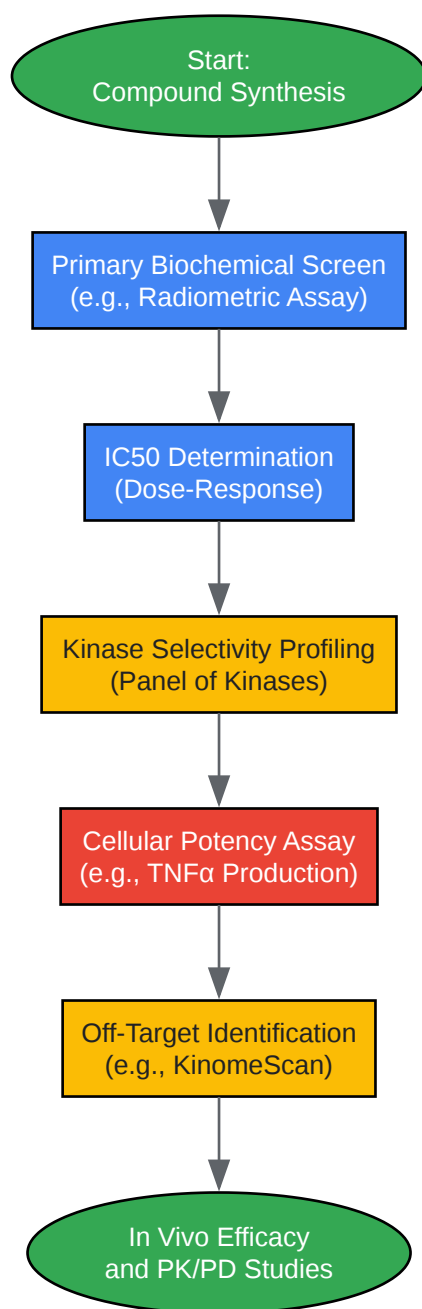 Start:
Compound Synthesis
Primary Biochemical Screen
(e.g., Radiometric Assay)
IC50 Determination
(Dose-Response)
Kinase Selectivity Profiling
(Panel of Kinases)
Cellular Potency Assay
(e.g., TNFα Production)
Off-Target Identification
(e.g., KinomeScan)
In Vivo Efficacy
and PK/PD Studies